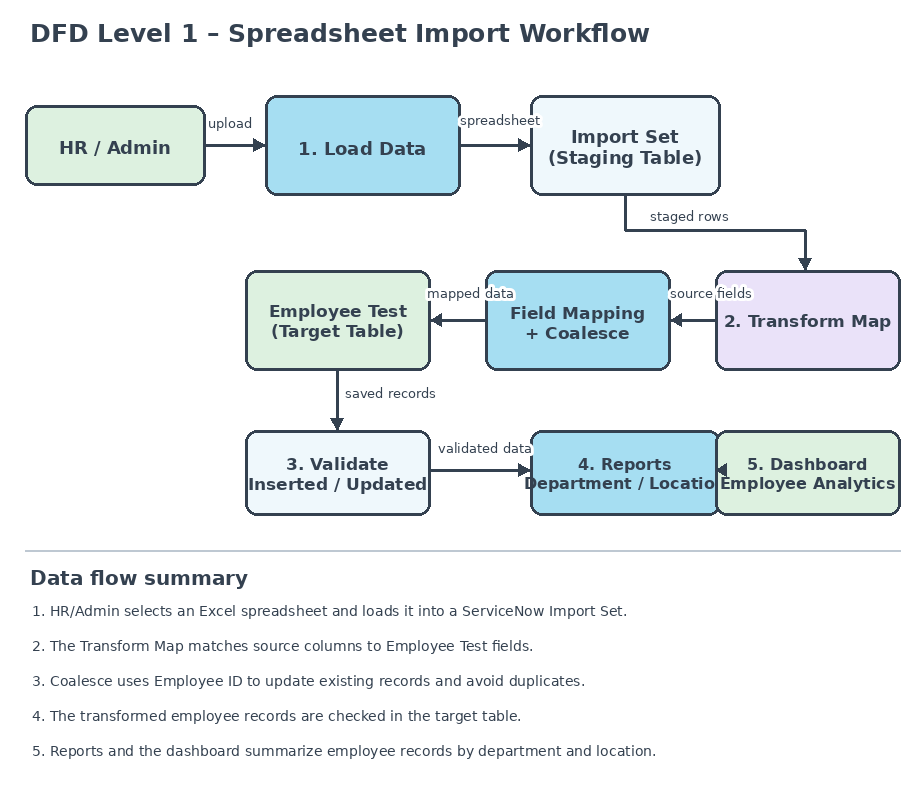 DFD Level 1 – Spreadsheet Import Workflow
HR / Admin
upload
1. Load Data
spreadsheet
Import Set
(Staging Table)
staged rows
2. Transform Map
source fields
Field Mapping
+ Coalesce
mapped data
Employee Test
(Target Table)
saved records
3. Validate
Inserted / Updated
validated data
4. Reports
Department / Locatio
5. Dashboard
Employee Analytics
Data flow summary
1. HR/Admin selects an Excel spreadsheet and loads it into a ServiceNow Import Set.
2. The Transform Map matches source columns to Employee Test fields.
3. Coalesce uses Employee ID to update existing records and avoid duplicates.
4. The transformed employee records are checked in the target table.
5. Reports and the dashboard summarize employee records by department and location.